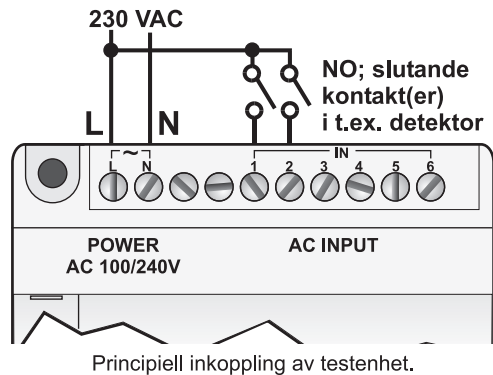 230 VAC
NO; slutande
kontakt(er)
i t.ex. detektor
L N
IN
L N 1 2 3 4 5 6
POWER
AC 100/240V
AC INPUT
Principiell inkoppling av testenhet.